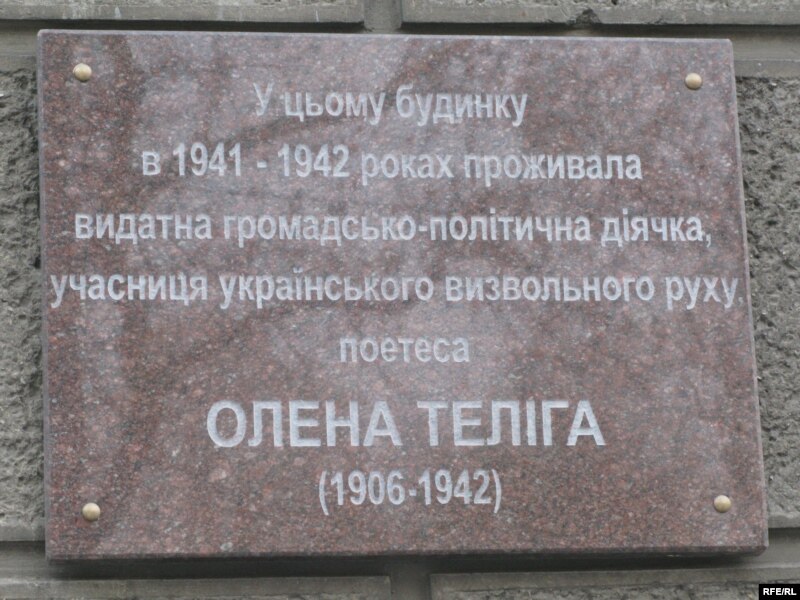 У цьому будинку
в 1941 - 1942 роках проживала
видатна громадсько-політична діячка,
учасниця українського визвольного руху,
поетеса
ОЛЕНА ТЕЛІГА
(1906-1942)
RFE/RL